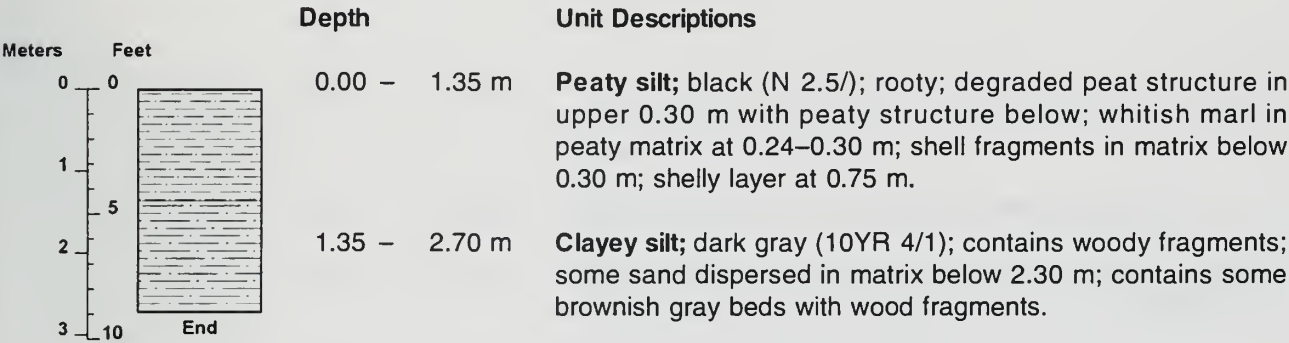 Depth Unit Descriptions
Meters Feet
0 0
1
5
2
3 10
End
0.00 – 1.35 m Peaty silt; black (N 2.5/); rooty; degraded peat structure in
upper 0.30 m with peaty structure below; whitish marl in
peaty matrix at 0.24–0.30 m; shell fragments in matrix below
0.30 m; shelly layer at 0.75 m.
1.35 – 2.70 m Clayey silt; dark gray (10YR 4/1); contains woody fragments;
some sand dispersed in matrix below 2.30 m; contains some
brownish gray beds with wood fragments.